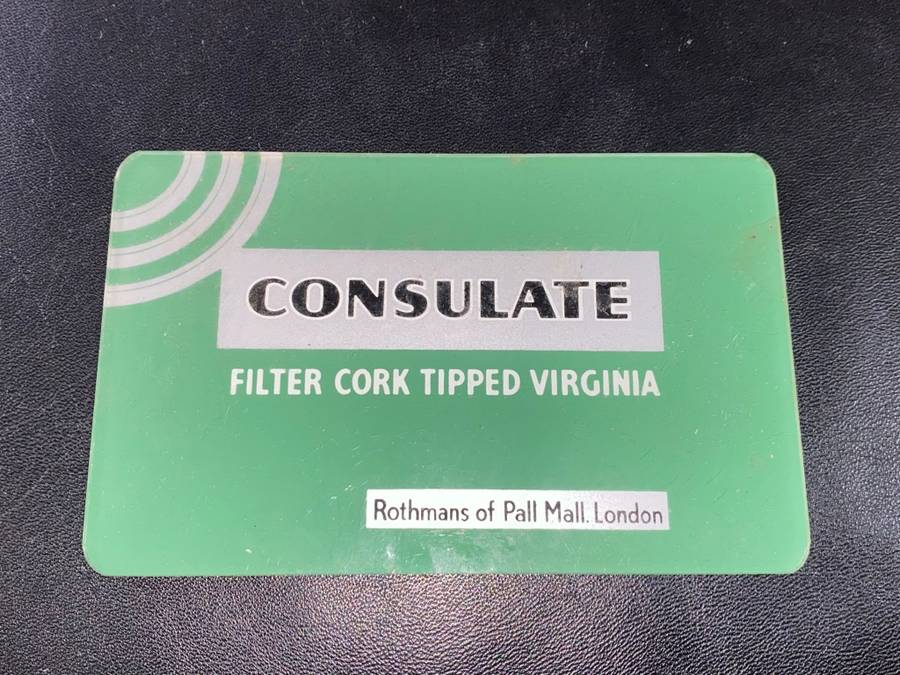 CONSULATE
FILTER CORK TIPPED VIRGINIA
Rothmans of Pall Mall. London